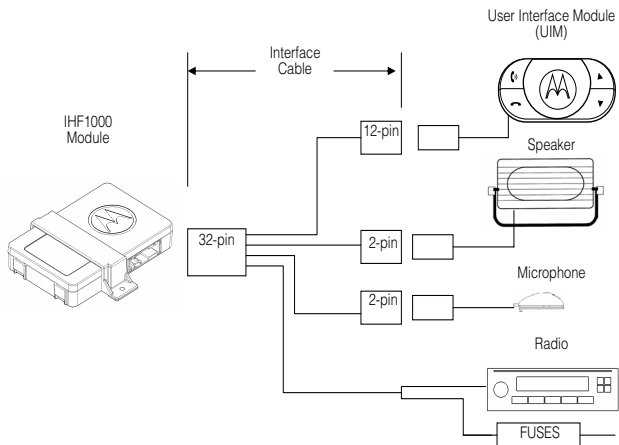 User Interface Module
(UIM)
Interface
Cable
IHF1000
Module
12-pin
Speaker
32-pin
2-pin
Microphone
2-pin
Radio
FUSES